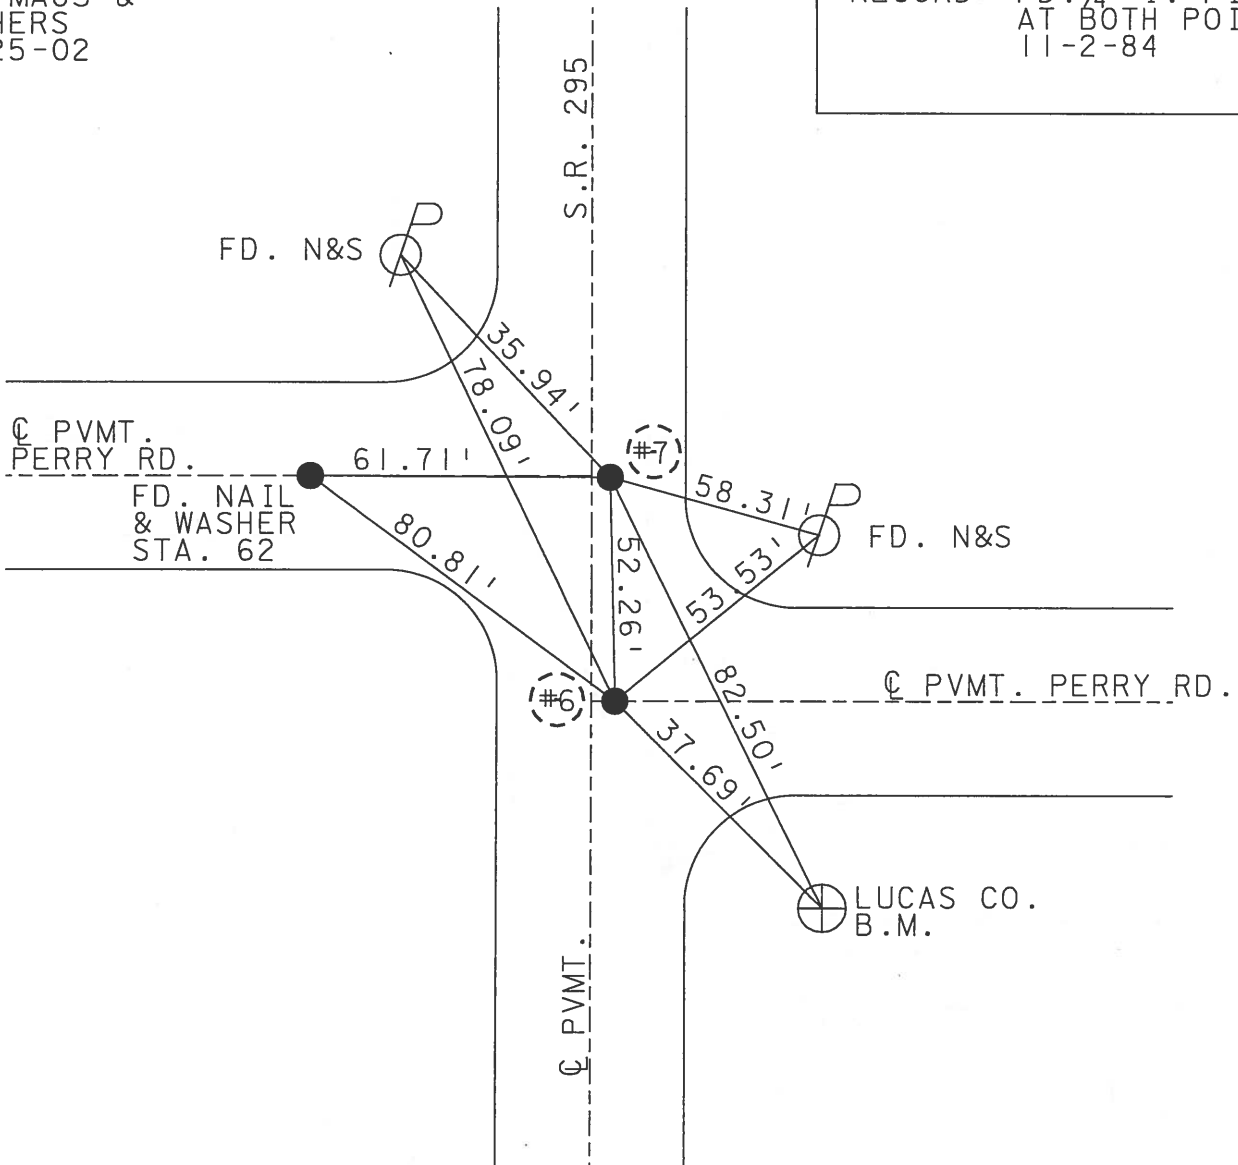 & 
HERS
25-02
RECORD
AT BOTH POI
11-2-84
S.R. 295
FD. N&S
35.94'
78.09'
℄ PVMT.
PERRY RD.
61.71'
#7
58.31'
FD. NAIL
& WASHER
STA. 62
80.81'
52.26'
53.53'
FD. N&S
#6
82.50'
℄ PVMT. PERRY RD.
37.69'
LUCAS CO.
B.M.
℄ PVMT.